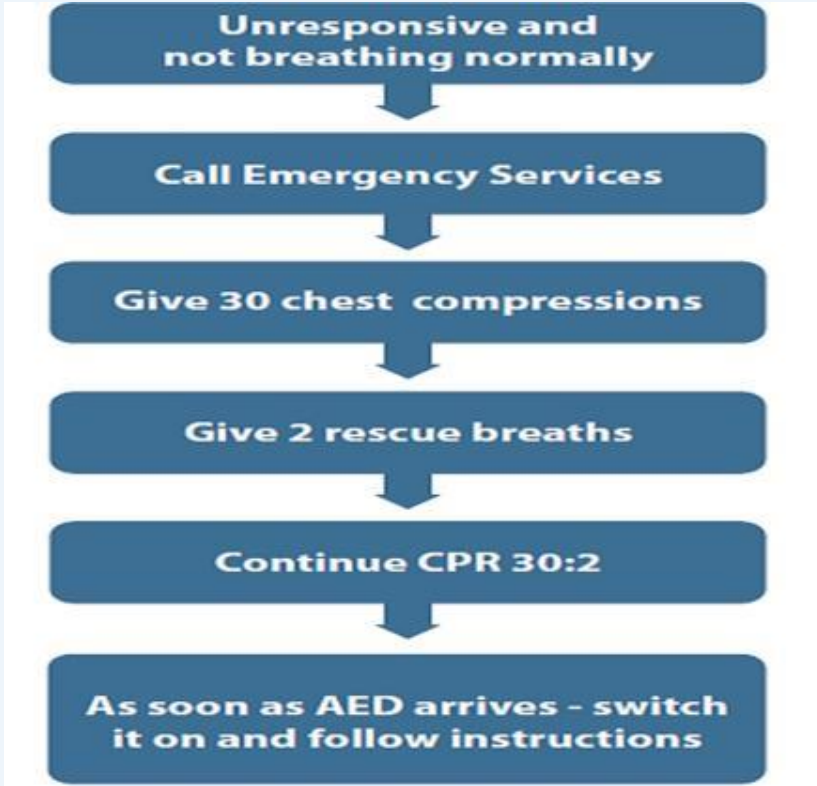 Unresponsive and
not breathing normally
Call Emergency Services
Give 30 chest compressions
Give 2 rescue breaths
Continue CPR 30:2
As soon as AED arrives - switch
it on and follow instructions